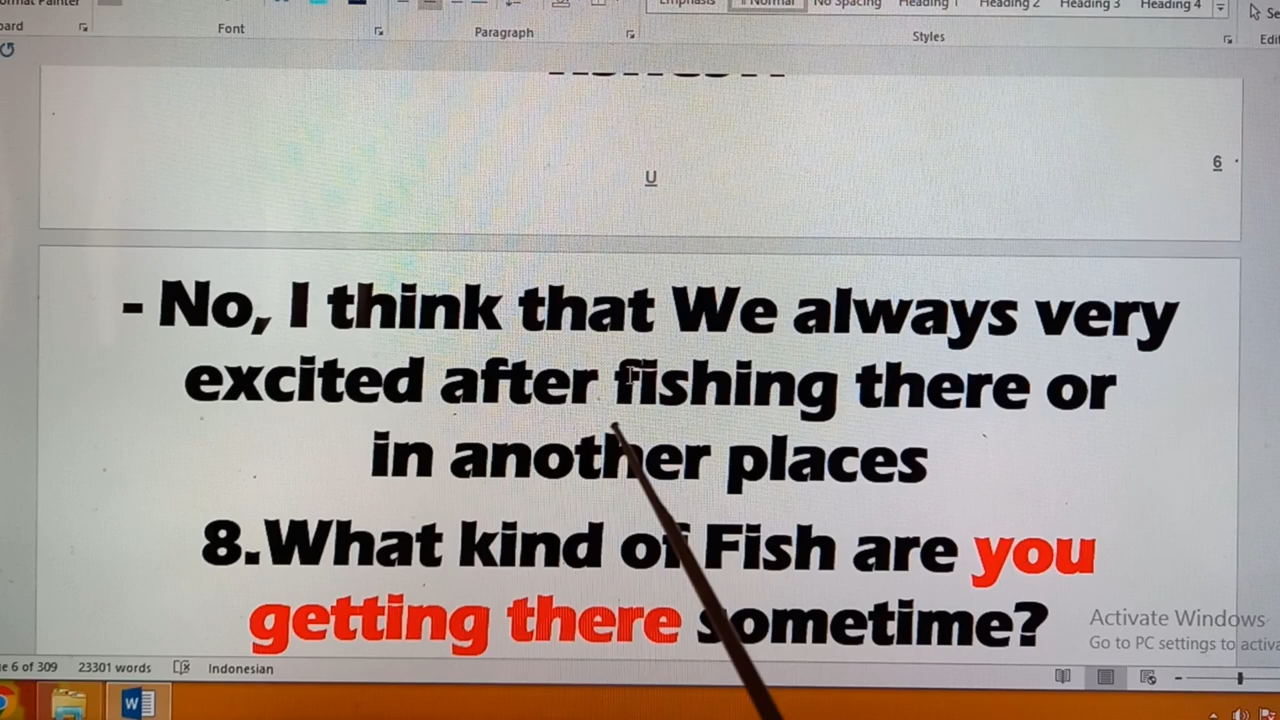 Font
Paragraph
Styles
Emphasis
Normal
No Spacing
Heading 1
Heading 2
Heading 3
Heading 4
U
6
- No, I think that We always very
excited after fishing there or
in another places
8.What kind of Fish are you
getting there sometime?
Activate Windows
Go to PC settings to activa
6 of 309
23301 words
Indonesian